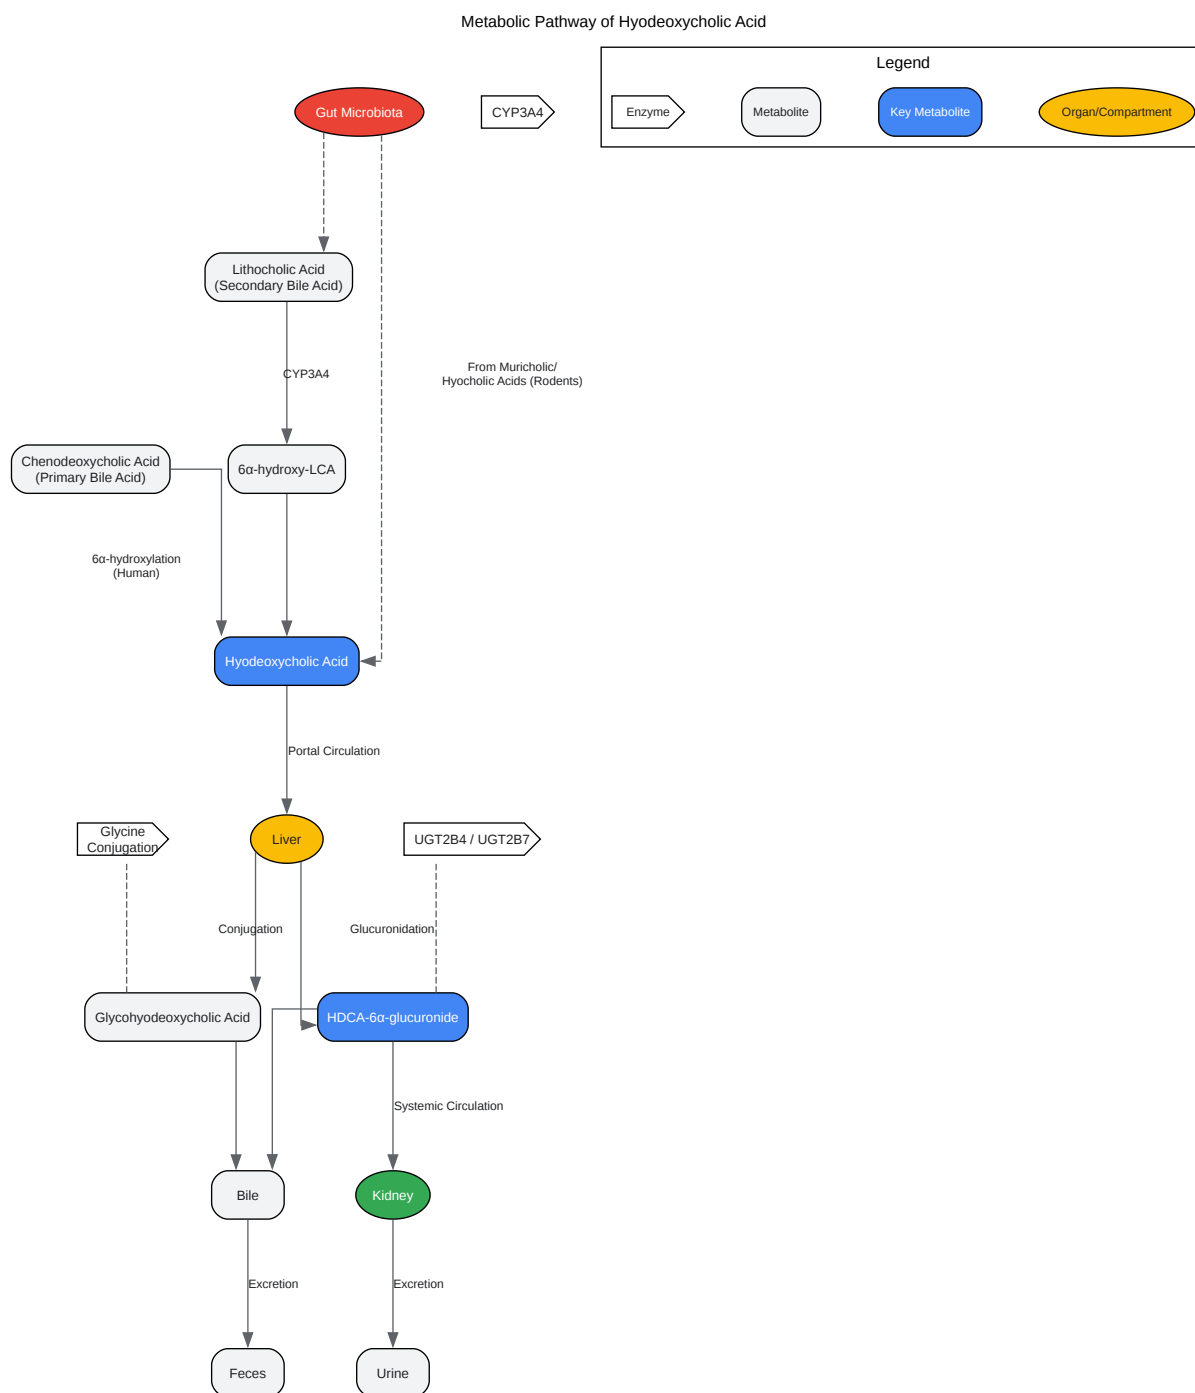 Metabolic Pathway of Hyodeoxycholic Acid
Legend
Gut Microbiota
CYP3A4
Enzyme
Metabolite
Key Metabolite
Organ/Compartment
Lithocholic Acid
(Secondary Bile Acid)
CYP3A4
From Muricholic/
Hyocholic Acids (Rodents)
Chenodeoxycholic Acid
(Primary Bile Acid)
6α-hydroxy-LCA
6α-hydroxylation
(Human)
Hyodeoxycholic Acid
Portal Circulation
Glycine
Conjugation
Liver
UGT2B4 / UGT2B7
Conjugation
Glucuronidation
Glycohyodeoxycholic Acid
HDCA-6α-glucuronide
Systemic Circulation
Bile
Kidney
Excretion
Excretion
Feces
Urine